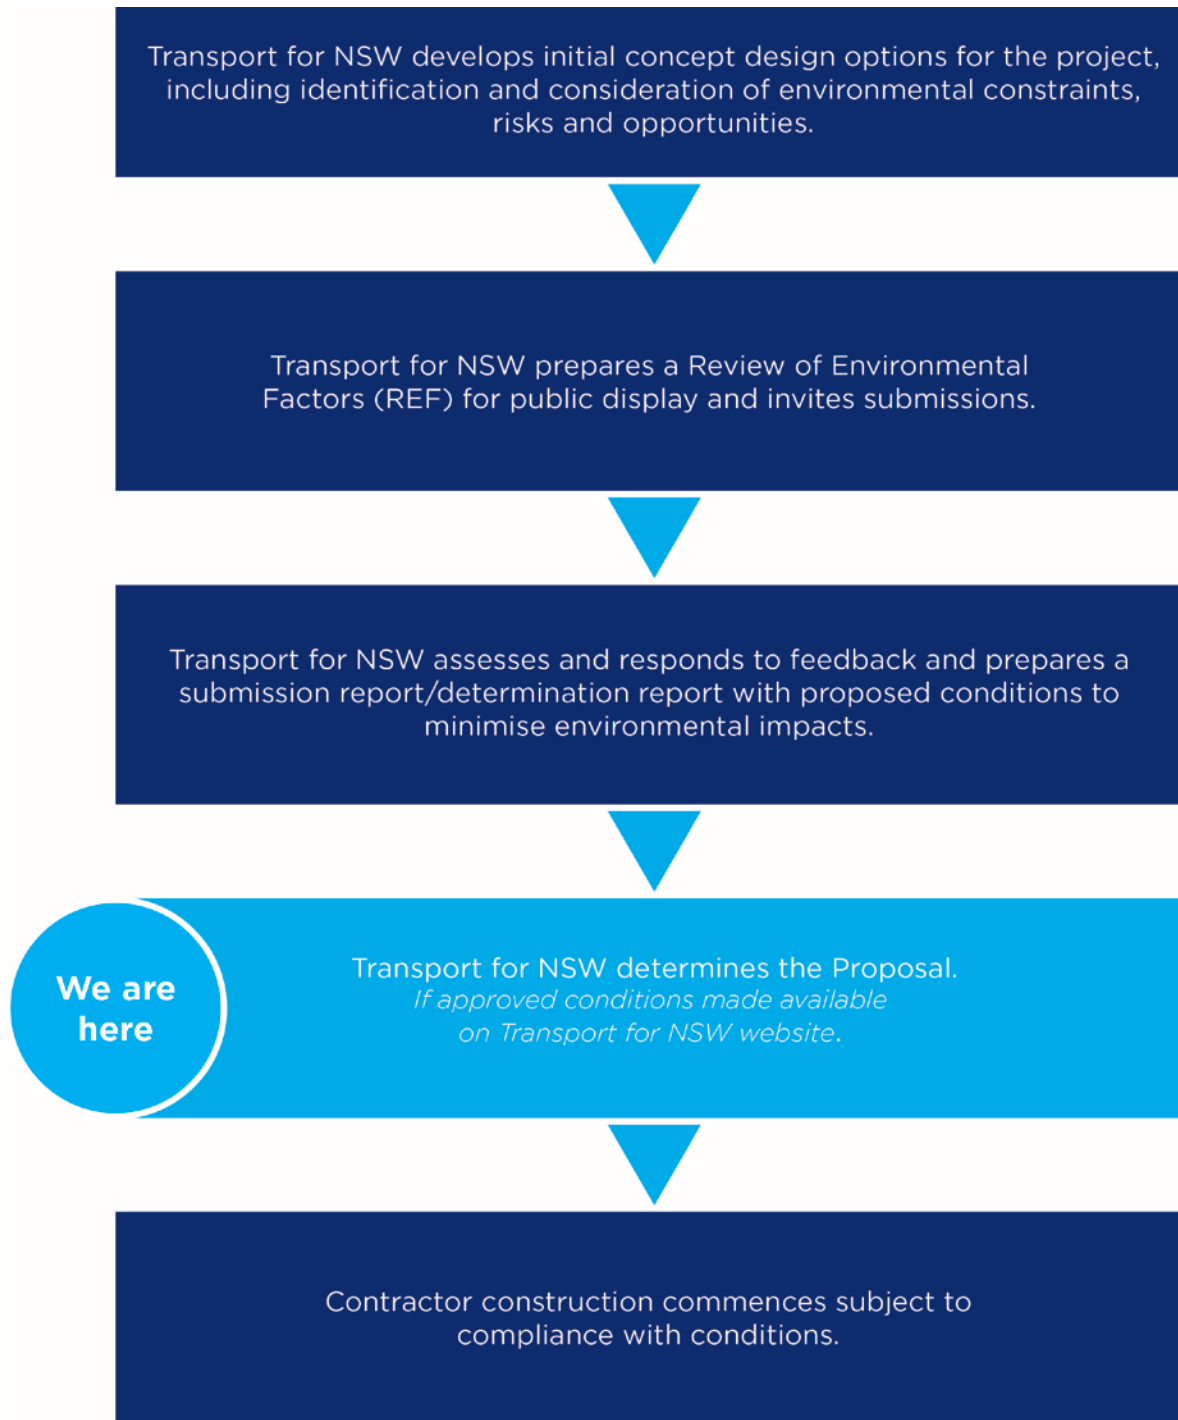 Transport for NSW develops initial concept design options for the project,
including identification and consideration of environmental constraints,
risks and opportunities.
Transport for NSW prepares a Review of Environmental
Factors (REF) for public display and invites submissions.
Transport for NSW assesses and responds to feedback and prepares a
submission report/determination report with proposed conditions to
minimise environmental impacts.
We are
here
Transport for NSW determines the Proposal.
If approved conditions made available
on Transport for NSW website.
Contractor construction commences subject to
compliance with conditions.